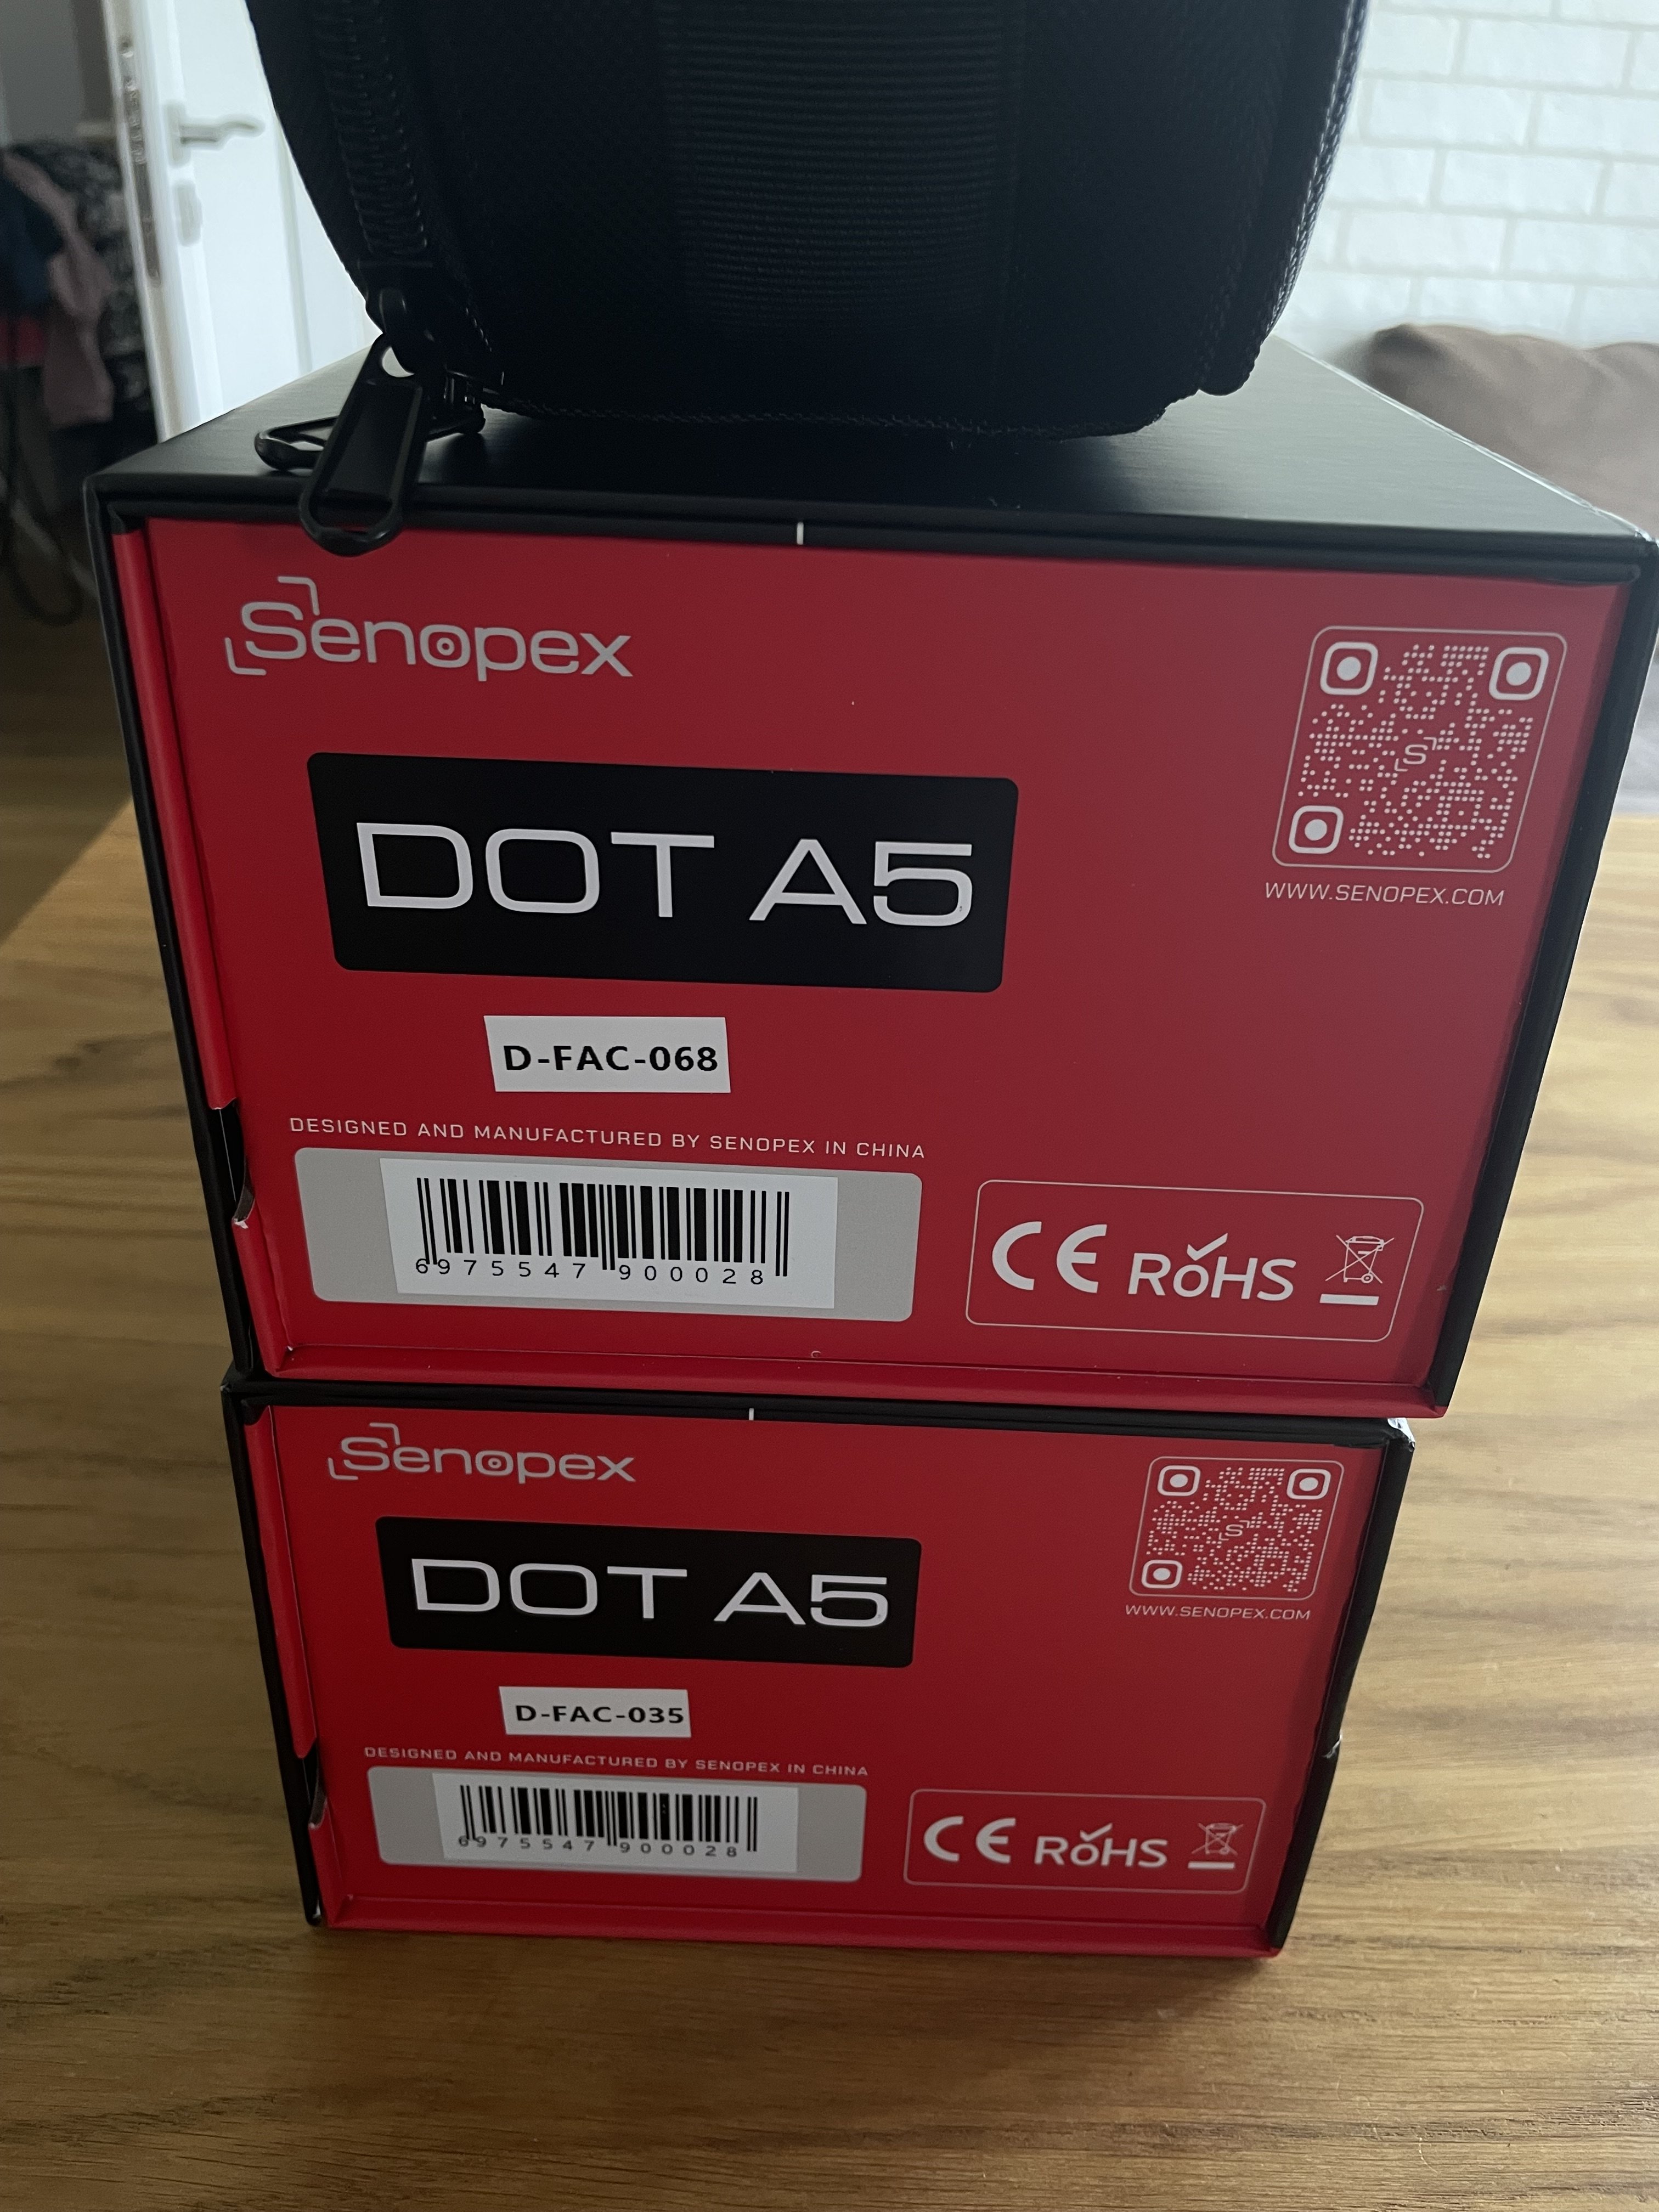 Senopex
DOT A5
WWW.SENOPEX.COM
D-FAC-068
DESIGNED AND MANUFACTURED BY SENOPEX IN CHINA
6975547 900028
CE RoHS
Senopex
DOT A5
WWW.SENOPEX.COM
D-FAC-035
DESIGNED AND MANUFACTURED BY SENOPEX IN CHINA
6975547 900028
CE RoHS